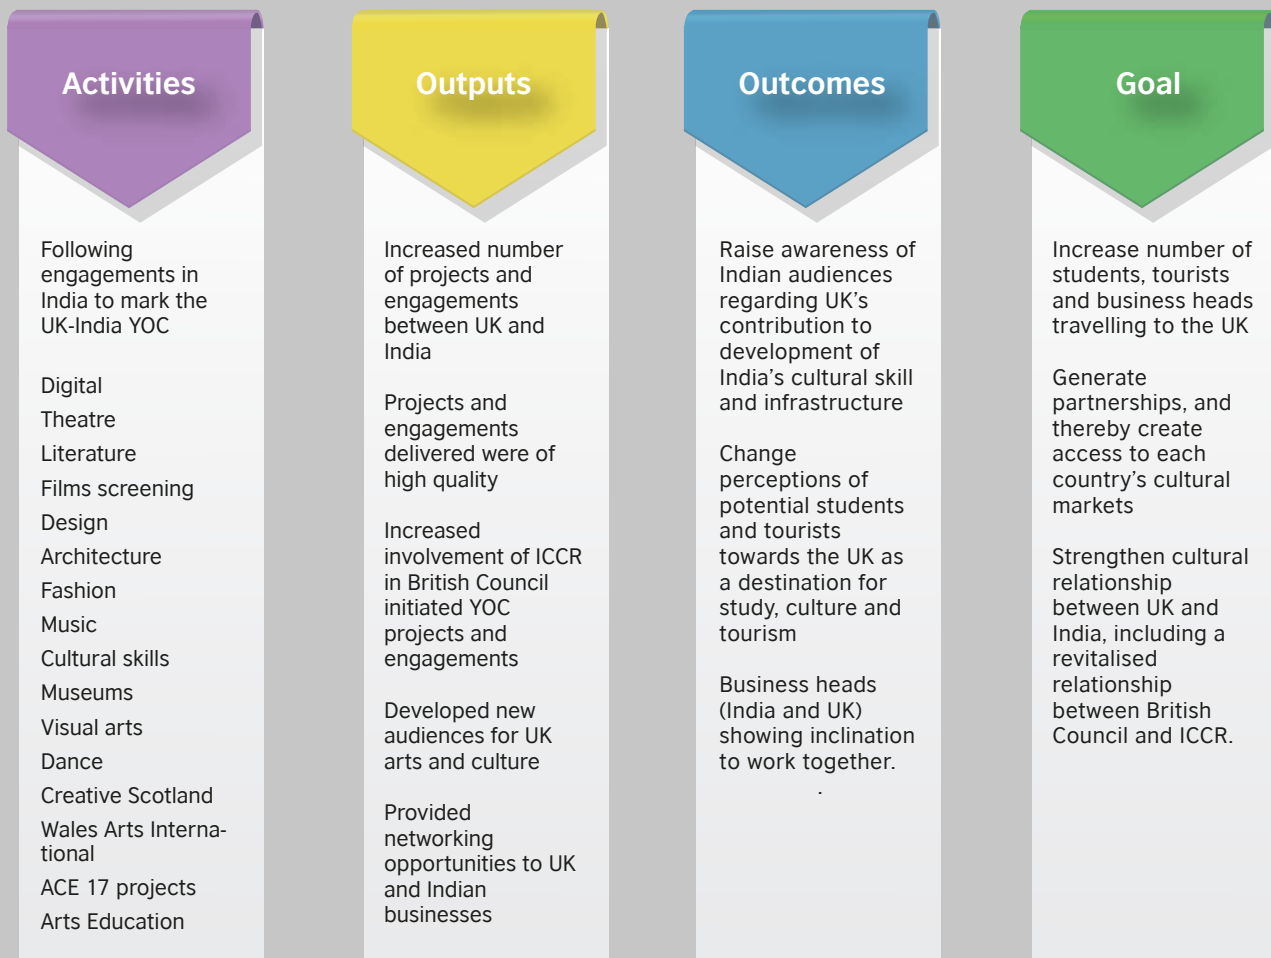 Activities
Following
engagements in
India to mark the
UK-India YOC
Digital
Theatre
Literature
Films screening
Design
Architecture
Fashion
Music
Cultural skills
Museums
Visual arts
Dance
Creative Scotland
Wales Arts Interna-
tional
ACE 17 projects
Arts Education
Outputs
Increased number
of projects and
engagements
between UK and
India
Projects and
engagements
delivered were of
high quality
Increased
involvement of ICCR
in British Council
initiated YOC
projects and
engagements
Developed new
audiences for UK
arts and culture
Provided
networking
opportunities to UK
and Indian
businesses
Outcomes
Raise awareness of
Indian audiences
regarding UK’s
contribution to
development of
India’s cultural skill
and infrastructure
Change
perceptions of
potential students
and tourists
towards the UK as
a destination for
study, culture and
tourism
Business heads
(India and UK)
showing inclination
to work together.
.
Goal
Increase number of
students, tourists
and business heads
travelling to the UK
Generate
partnerships, and
thereby create
access to each
country’s cultural
markets
Strengthen cultural
relationship
between UK and
India, including a
revitalised
relationship
between British
Council and ICCR.